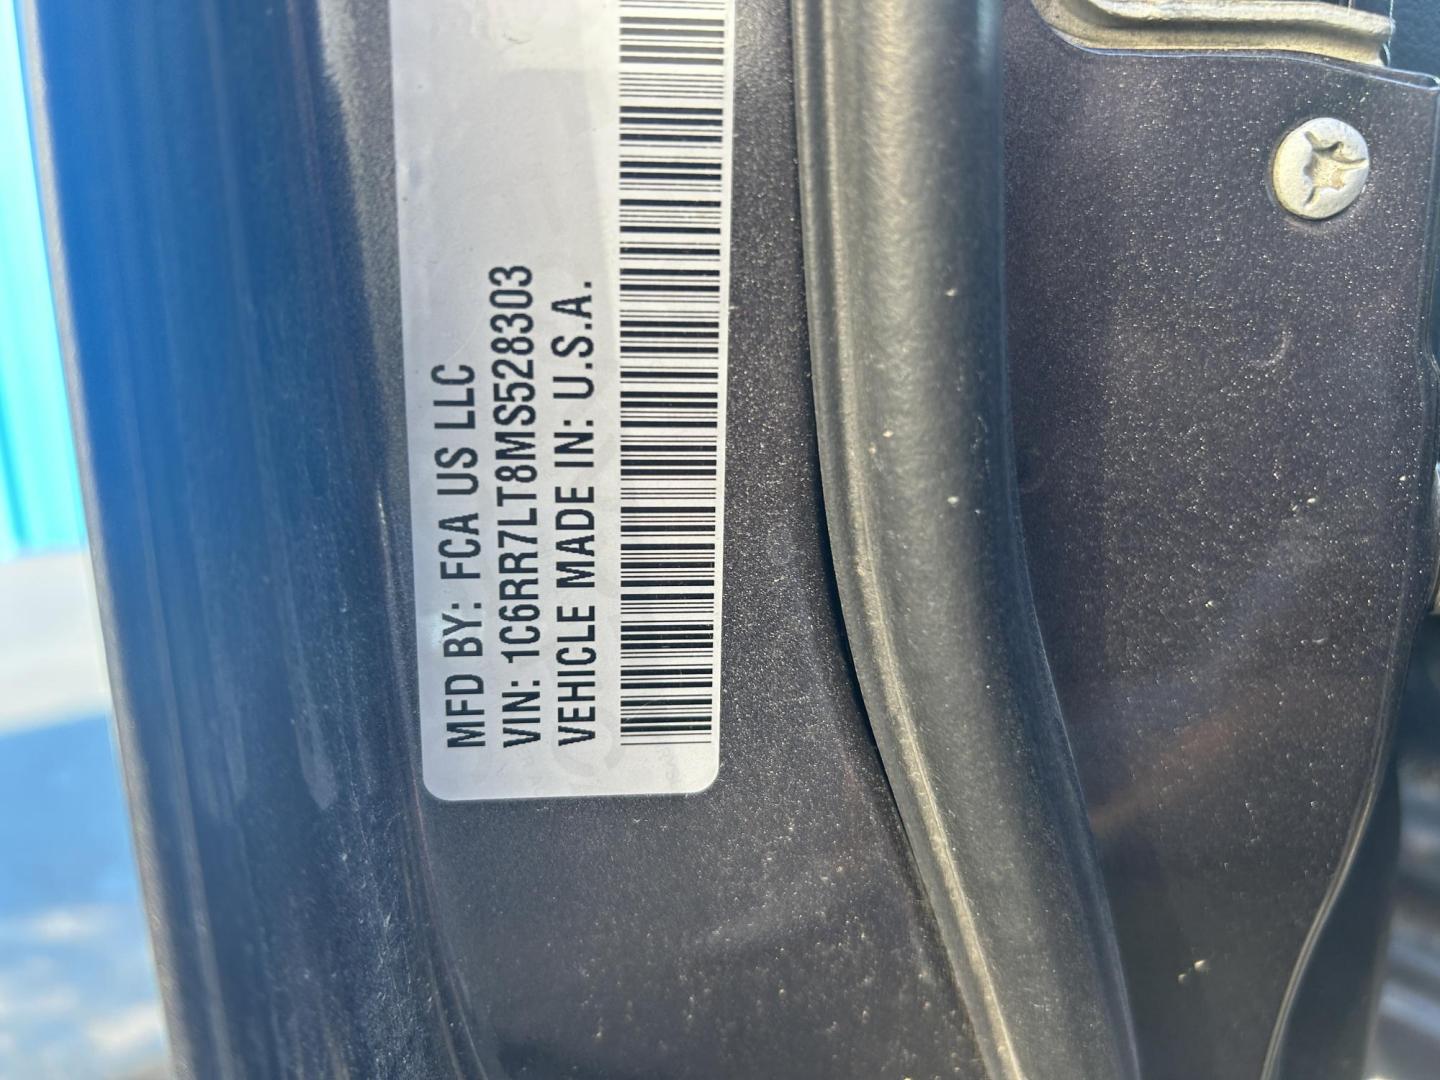 MFD BY: FCA US LLC
VIN: 1C6RR7LT8MS528303
VEHICLE MADE IN: U.S.A.